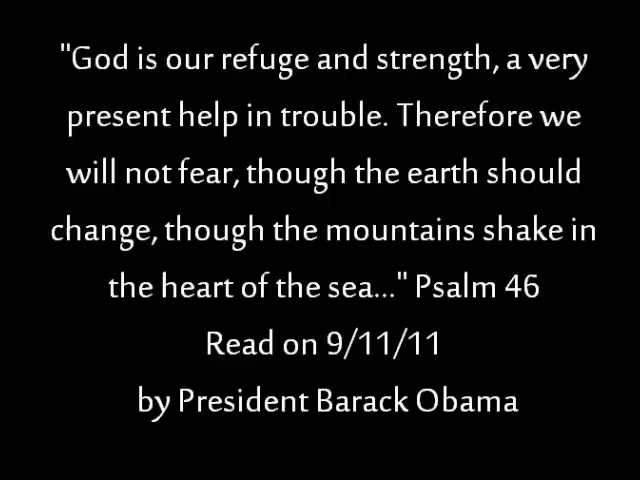 "God is our refuge and strength, a very
present help in trouble. Therefore we
will not fear, though the earth should
change, though the mountains shake in
the heart of the sea..." Psalm 46
Read on 9/11/11
by President Barack Obama